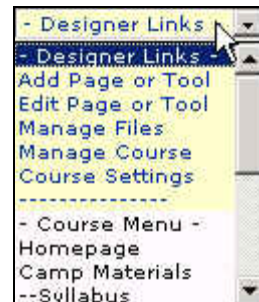 - Designer Links -
- Designer Links -
Add Page or Tool
Edit Page or Tool
Manage Files
Manage Course
Course Settings
---------------
- Course Menu -
Homepage
Camp Materials
--Syllabus